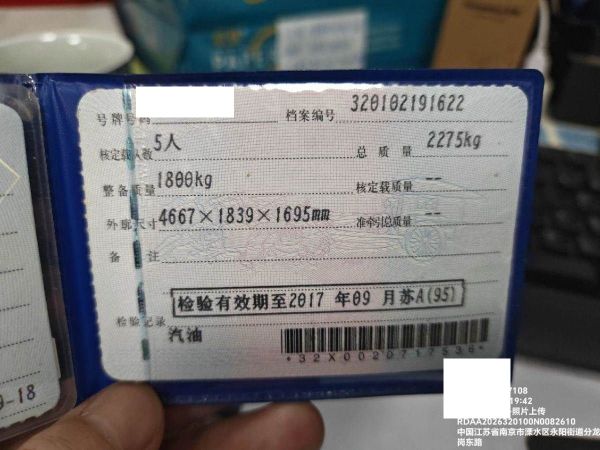 号牌号码
档案编号 320102191622
核定载人数 5人 总质量 2275kg
整备质量 1800kg 核定载质量 --
外廓尺寸 4667×1839×1695mm 准牵引总质量 --
备注
检验有效期至2017年09月苏A(95)
检验记录
汽油
*32X0020717536*
9-18
7108
19:42
照片上传
RDAA2026320100N0082610
中国江苏省南京市溧水区永阳街道分龙
岗东路